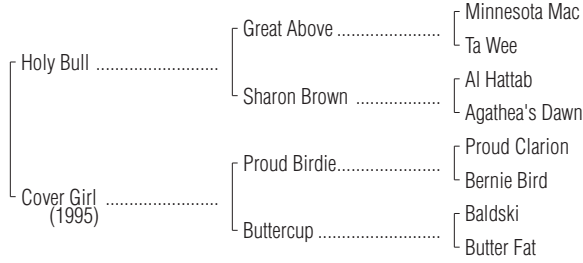 Minnesota Mac
Great Above
Ta Wee
Holy Bull
Al Hattab
Sharon Brown
Agathea's Dawn
Proud Clarion
Proud Birdie
Bernie Bird
Cover Girl
(1995)
Baldski
Buttercup
Butter Fat